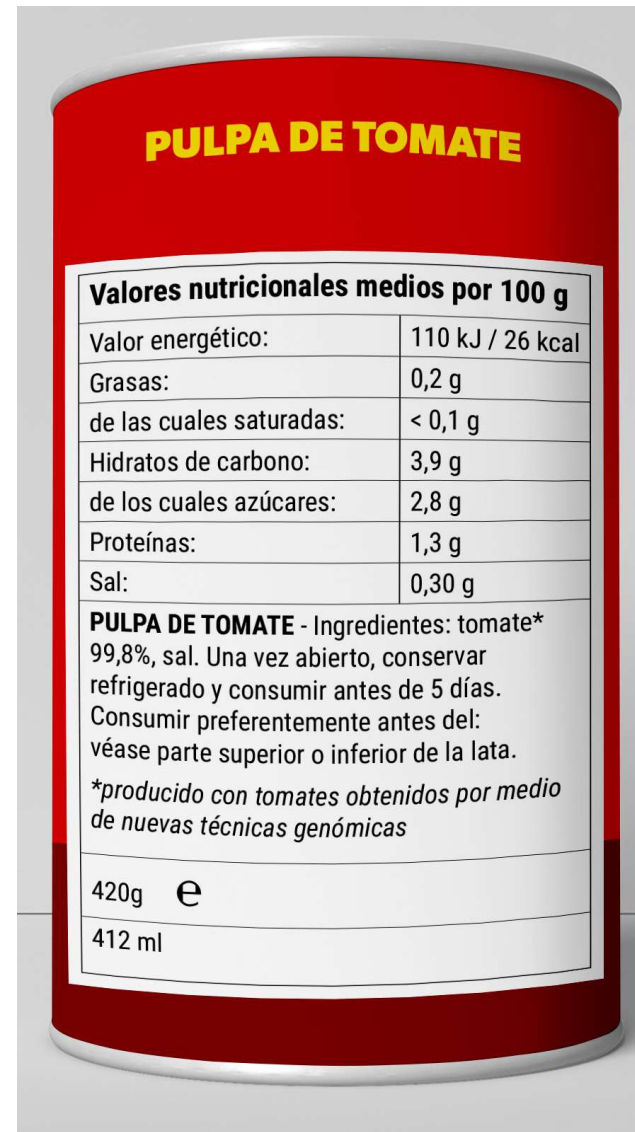 PULPA DE TOMATE
Valores nutricionales medios por 100 g
Valor energético: 110 kJ / 26 kcal
Grasas: 0,2 g
de las cuales saturadas: < 0,1 g
Hidratos de carbono: 3,9 g
de los cuales azúcares: 2,8 g
Proteínas: 1,3 g
Sal: 0,30 g
PULPA DE TOMATE - Ingredientes: tomate*
99,8%, sal. Una vez abierto, conservar
refrigerado y consumir antes de 5 días.
Consumir preferentemente antes del:
véase parte superior o inferior de la lata.
*producido con tomates obtenidos por medio
de nuevas técnicas genómicas
420g ℮
412 ml